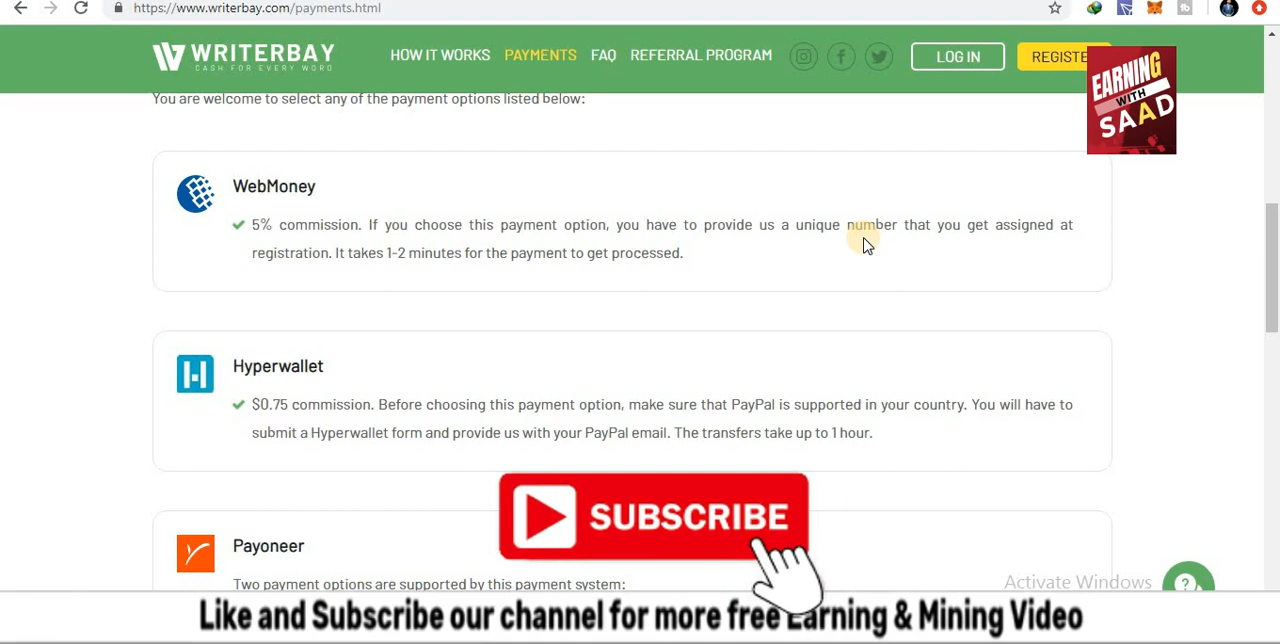 https://www.writerbay.com/payments.html
WRITERBAY
CASH FOR EVERY WORD
HOW IT WORKS PAYMENTS FAQ REFERRAL PROGRAM LOG IN REGISTE
EARNING
WITH
SAAD
You are welcome to select any of the payment options listed below:
WebMoney
5% commission. If you choose this payment option, you have to provide us a unique number that you get assigned at
registration. It takes 1-2 minutes for the payment to get processed.
Hyperwallet
$0.75 commission. Before choosing this payment option, make sure that PayPal is supported in your country. You will have to
submit a Hyperwallet form and provide us with your PayPal email. The transfers take up to 1 hour.
SUBSCRIBE
Payoneer
Two payment options are supported by this payment system:
Activate Windows
?
Like and Subscribe our channel for more free Earning & Mining Video